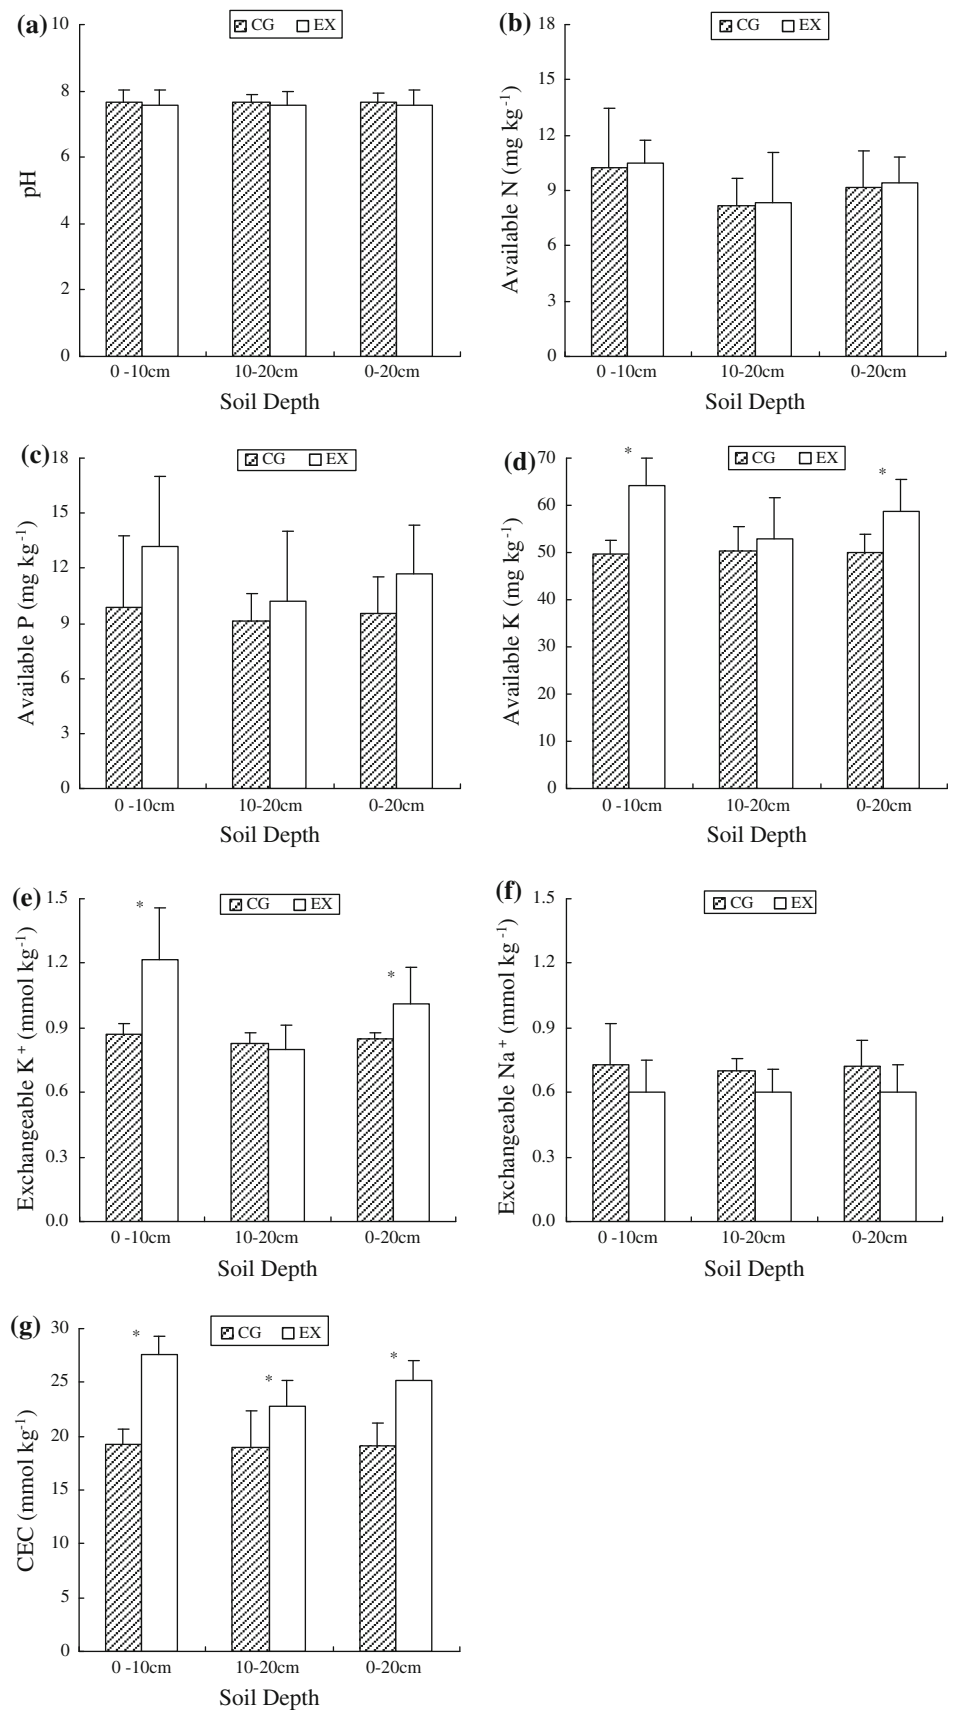 (a)
CG EX
10
8
6
4
2
0
pH
0 -10cm 10-20cm 0-20cm
Soil Depth
(b)
CG EX
18
15
12
9
6
3
0
Available N (mg kg-1)
0 -10cm 10-20cm 0-20cm
Soil Depth
(c)
CG EX
18
15
12
9
6
3
0
Available P (mg kg-1)
0 -10cm 10-20cm 0-20cm
Soil Depth
(d)
CG EX
70
60
50
40
30
20
10
0
Available K (mg kg-1)
* *
0 -10cm 10-20cm 0-20cm
Soil Depth
(e)
CG EX
1.5
1.2
0.9
0.6
0.3
0.0
Exchangeable K+ (mmol kg-1)
* *
0 -10cm 10-20cm 0-20cm
Soil Depth
(f)
CG EX
1.5
1.2
0.9
0.6
0.3
0.0
Exchangeable Na+ (mmol kg-1)
0 -10cm 10-20cm 0-20cm
Soil Depth
(g)
CG EX
30
25
20
15
10
5
0
CEC (mmol kg-1)
* * *
0 -10cm 10-20cm 0-20cm
Soil Depth